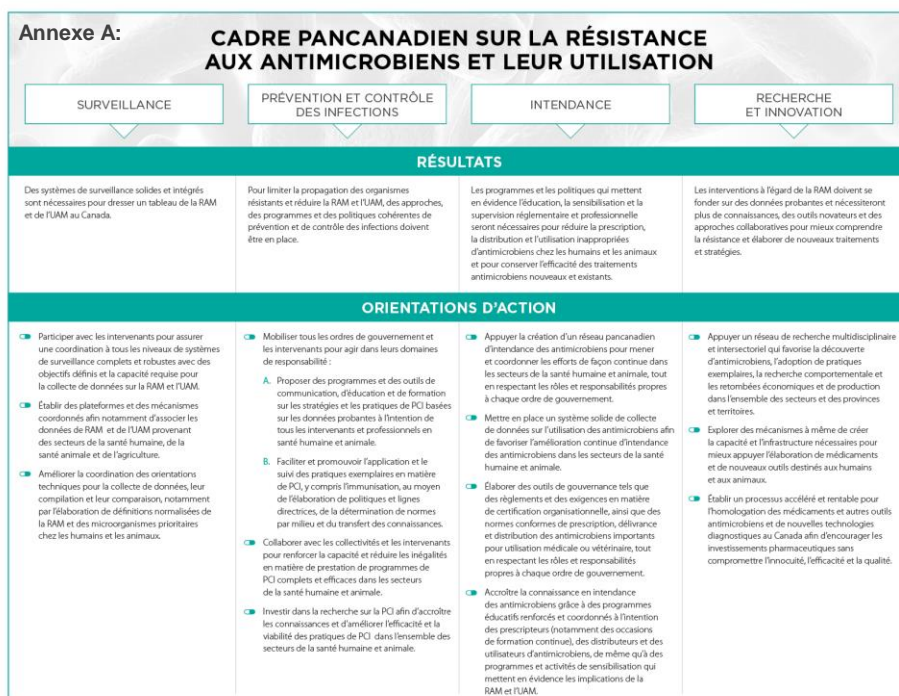 Annexe A:
CADRE PANCANADIEN SUR LA RÉSISTANCE
AUX ANTIMICROBIENS ET LEUR UTILISATION
SURVEILLANCE
PRÉVENTION ET CONTRÔLE
DES INFECTIONS
INTENDANCE
RECHERCHE
ET INNOVATION
RÉSULTATS
Des systèmes de surveillance solides et intégrés
sont nécessaires pour dresser un tableau de la RAM
et de l'UAM au Canada.
Pour limiter la propagation des organismes
résistants et réduire la RAM et l'UAM, des approches,
des programmes et des politiques cohérentes de
prévention et de contrôle des infections doivent
être en place.
Les programmes et les politiques qui mettent
en évidence l'éducation, la sensibilisation et la
supervision réglementaire et professionnelle
seront nécessaires pour réduire la prescription,
la distribution et l'utilisation inappropriées
d'antimicrobiens chez les humains et les animaux
et pour conserver l'efficacité des traitements
antimicrobiens nouveaux et existants.
Les interventions à l'égard de la RAM doivent se
fonder sur des données probantes et nécessiteront
plus de connaissances, des outils novateurs et des
approches collaboratives pour mieux comprendre
la résistance et élaborer de nouveaux traitements
et stratégies.
ORIENTATIONS D'ACTION
Participer avec les intervenants pour assurer
une coordination à tous les niveaux de systèmes
de surveillance complets et robustes avec des
objectifs définis et la capacité requise pour
la collecte de données sur la RAM et l'UAM.
Établir des plateformes et des mécanismes
coordonnés afin notamment d'associer les
données de RAM et de l'UAM provenant
des secteurs de la santé humaine, de la
santé animale et de l'agriculture.
Améliorer la coordination des orientations
techniques pour la collecte de données, leur
compilation et leur comparaison, notamment
par l'élaboration de définitions normalisées de
la RAM et des microorganismes prioritaires
chez les humains et les animaux.
Mobiliser tous les ordres de gouvernement et
les intervenants pour agir dans leurs domaines
de responsabilité :
A. Proposer des programmes et des outils de
communication, d'éducation et de formation
sur les stratégies et les pratiques de PCI basées
sur les données probantes à l'intention de
tous les intervenants et professionnels en
santé humaine et animale.
B. Faciliter et promouvoir l'application et le
suivi des pratiques exemplaires en matière
de PCI, y compris l'immunisation, au moyen
de l'élaboration de politiques et lignes
directrices, de la détermination de normes
par milieu et du transfert des connaissances.
Collaborer avec les collectivités et les intervenants
pour renforcer la capacité et réduire les inégalités
en matière de prestation de programmes de
PCI complets et efficaces dans les secteurs
de la santé humaine et animale.
Investir dans la recherche sur la PCI afin d'accroître
les connaissances et d'améliorer l'efficacité et la
viabilité des pratiques de PCI dans l'ensemble des
secteurs de la santé humaine et animale.
Appuyer la création d'un réseau pancanadien
d'intendance des antimicrobiens pour mener
et coordonner les efforts de façon continue dans
les secteurs de la santé humaine et animale, tout
en respectant les rôles et responsabilités propres
à chaque ordre de gouvernement.
Mettre en place un système solide de collecte
de données sur l'utilisation des antimicrobiens afin
de favoriser l'amélioration continue d'intendance
des antimicrobiens dans les secteurs de la santé
humaine et animale.
Élaborer des outils de gouvernance tels que
des règlements et des exigences en matière
de certification organisationnelle, ainsi que des
normes conformes de prescription, délivrance
et distribution des antimicrobiens importants
pour utilisation médicale ou vétérinaire, tout
en respectant les rôles et responsabilités
propres à chaque ordre de gouvernement.
Accroître la connaissance en intendance
des antimicrobiens grâce à des programmes
éducatifs renforcés et coordonnés à l'intention
des prescripteurs (notamment des occasions
de formation continue), des distributeurs et des
utilisateurs d'antimicrobiens, de même qu'à des
programmes et activités de sensibilisation qui
mettent en évidence les implications de la
RAM et l'UAM.
Appuyer un réseau de recherche multidisciplinaire
et intersectoriel qui favorise la découverte
d'antimicrobiens, l'adoption de pratiques
exemplaires, la recherche comportementale et
les retombées économiques et de production
dans l'ensemble des secteurs et des provinces
et territoires.
Explorer des mécanismes à même de créer
la capacité et l'infrastructure nécessaires pour
mieux appuyer l'élaboration de médicaments
et de nouveaux outils destinés aux humains
et aux animaux.
Établir un processus accéléré et rentable pour
l'homologation des médicaments et autres outils
antimicrobiens et de nouvelles technologies
diagnostiques au Canada afin d'encourager les
investissements pharmaceutiques sans
compromettre l'innocuité, l'efficacité et la qualité.